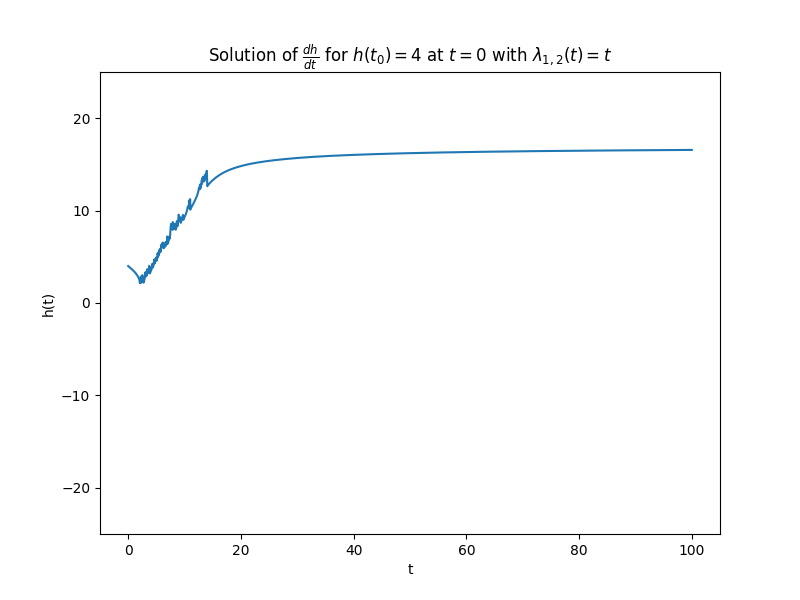 Solution of dh/dt for h(t₀) = 4 at t = 0 with λ₁,₂(t) = t
h(t)
20
10
0
−10
−20
0 20 40 60 80 100
t